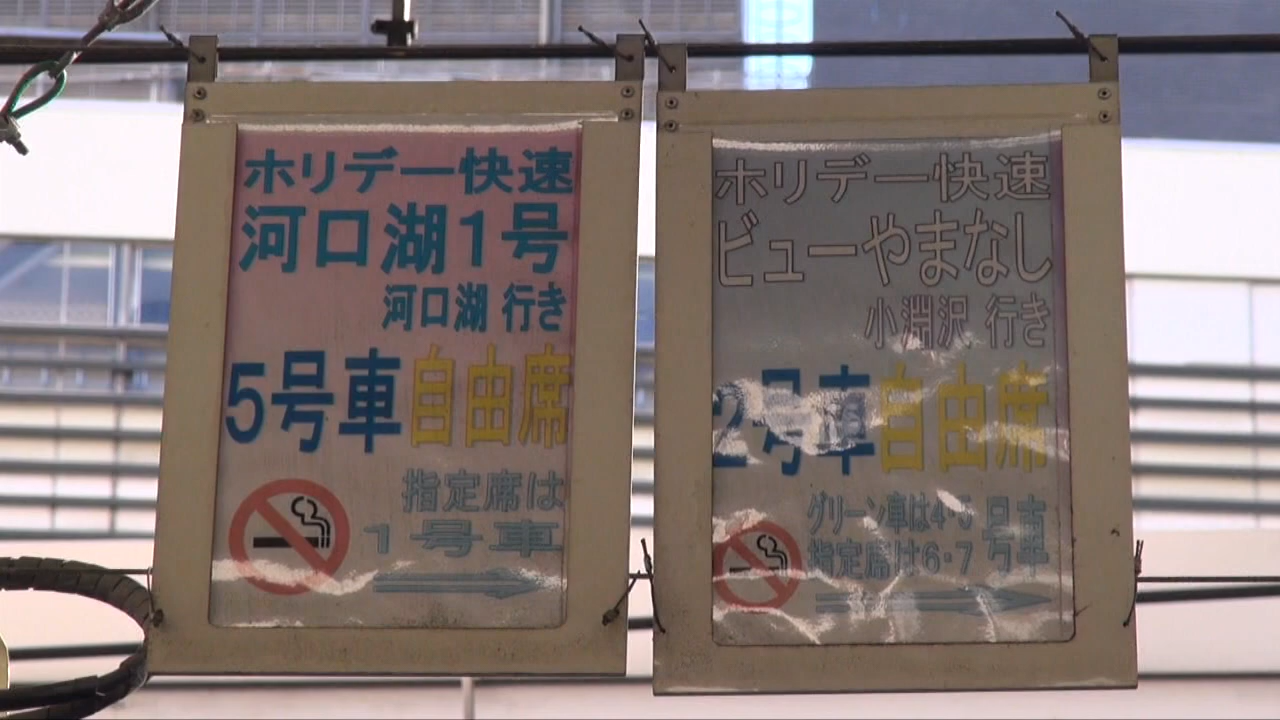 ホリデー快速
河口湖1号
河口湖 行き
5号車自由席
指定席は
1号車
ホリデー快速
ビューやまなし
小淵沢 行き
2号車自由席
グリーン車は4・5号車
指定席は6・7号車